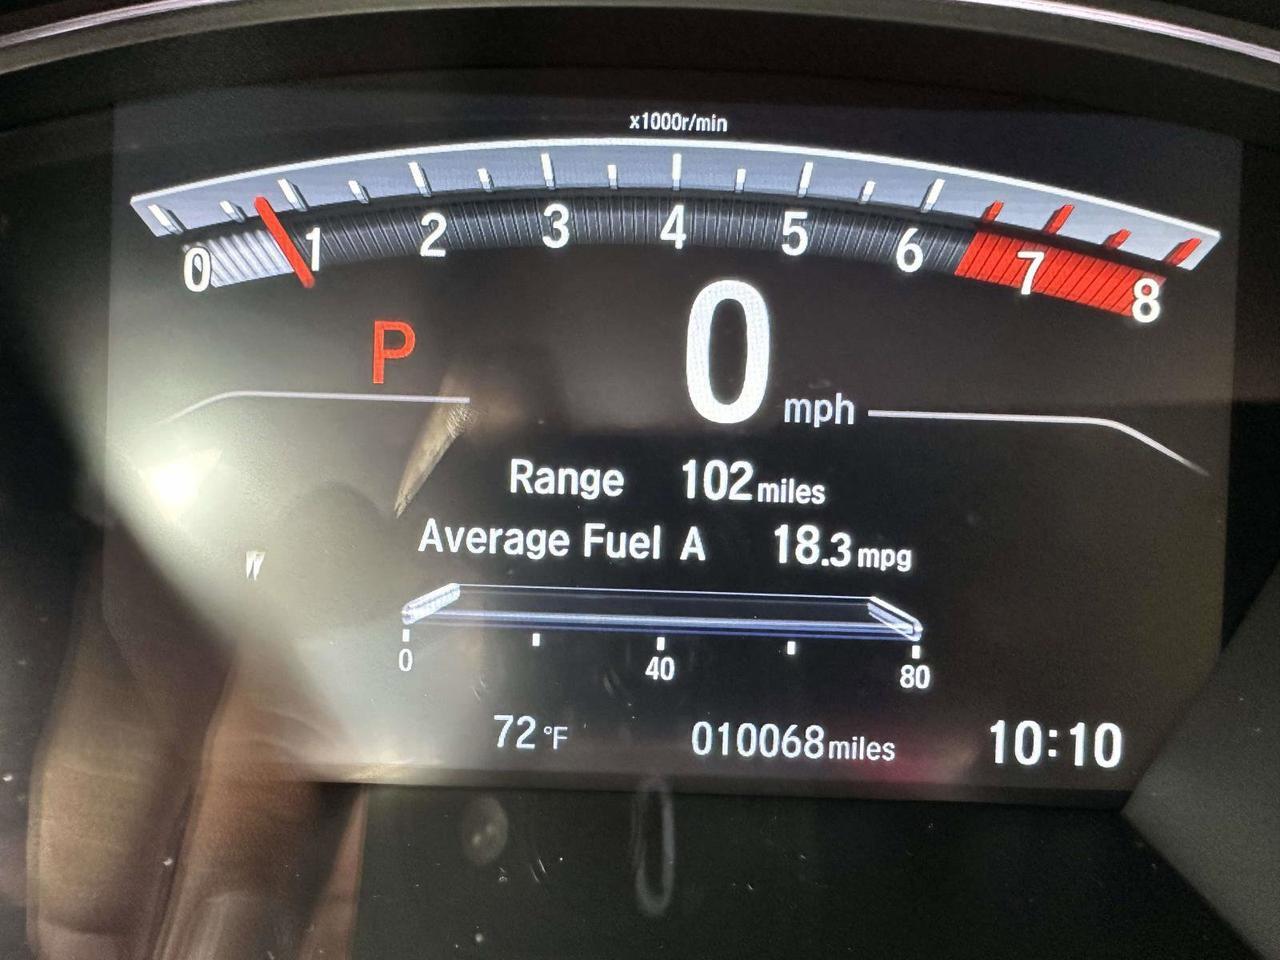 x1000r/min
0 1 2 3 4 5 6 7 8
P
0 mph
Range 102 miles
Average Fuel A 18.3 mpg
0 40 80
72 °F 010068 miles 10:10